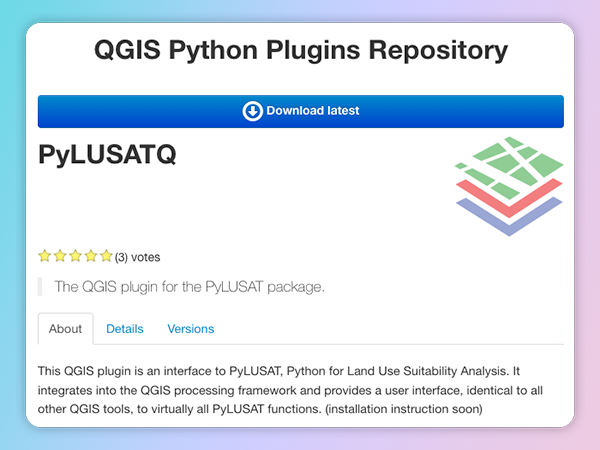 QGIS Python Plugins Repository
Download latest
PyLUSATQ
(3) votes
The QGIS plugin for the PyLUSAT package.
About Details Versions
This QGIS plugin is an interface to PyLUSAT, Python for Land Use Suitability Analysis. It
integrates into the QGIS processing framework and provides a user interface, identical to all
other QGIS tools, to virtually all PyLUSAT functions. (installation instruction soon)